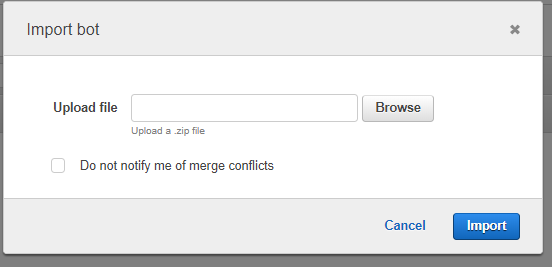 Import bot
Upload file
Browse
Upload a .zip file
Do not notify me of merge conflicts
Cancel
Import